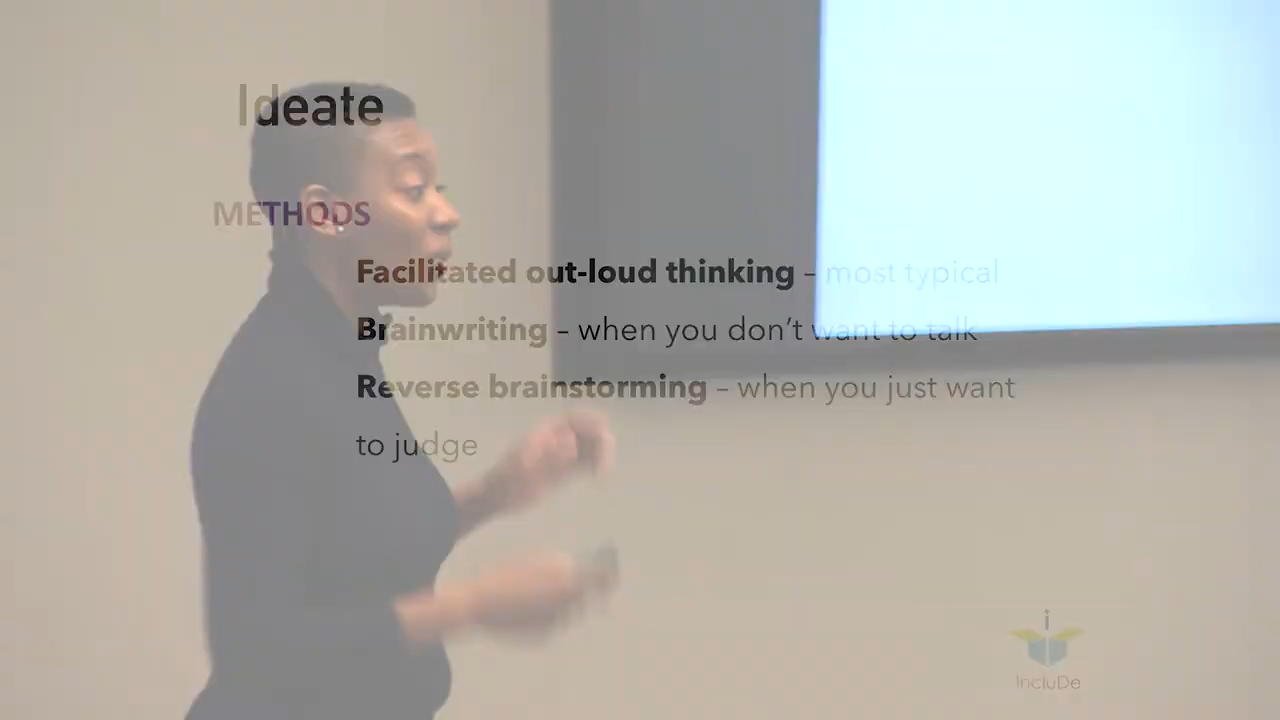 Ideate
METHODS
Facilitated out-loud thinking – most typical
Brainwriting – when you don’t want to talk
Reverse brainstorming – when you just want
to judge
i
IncluDe